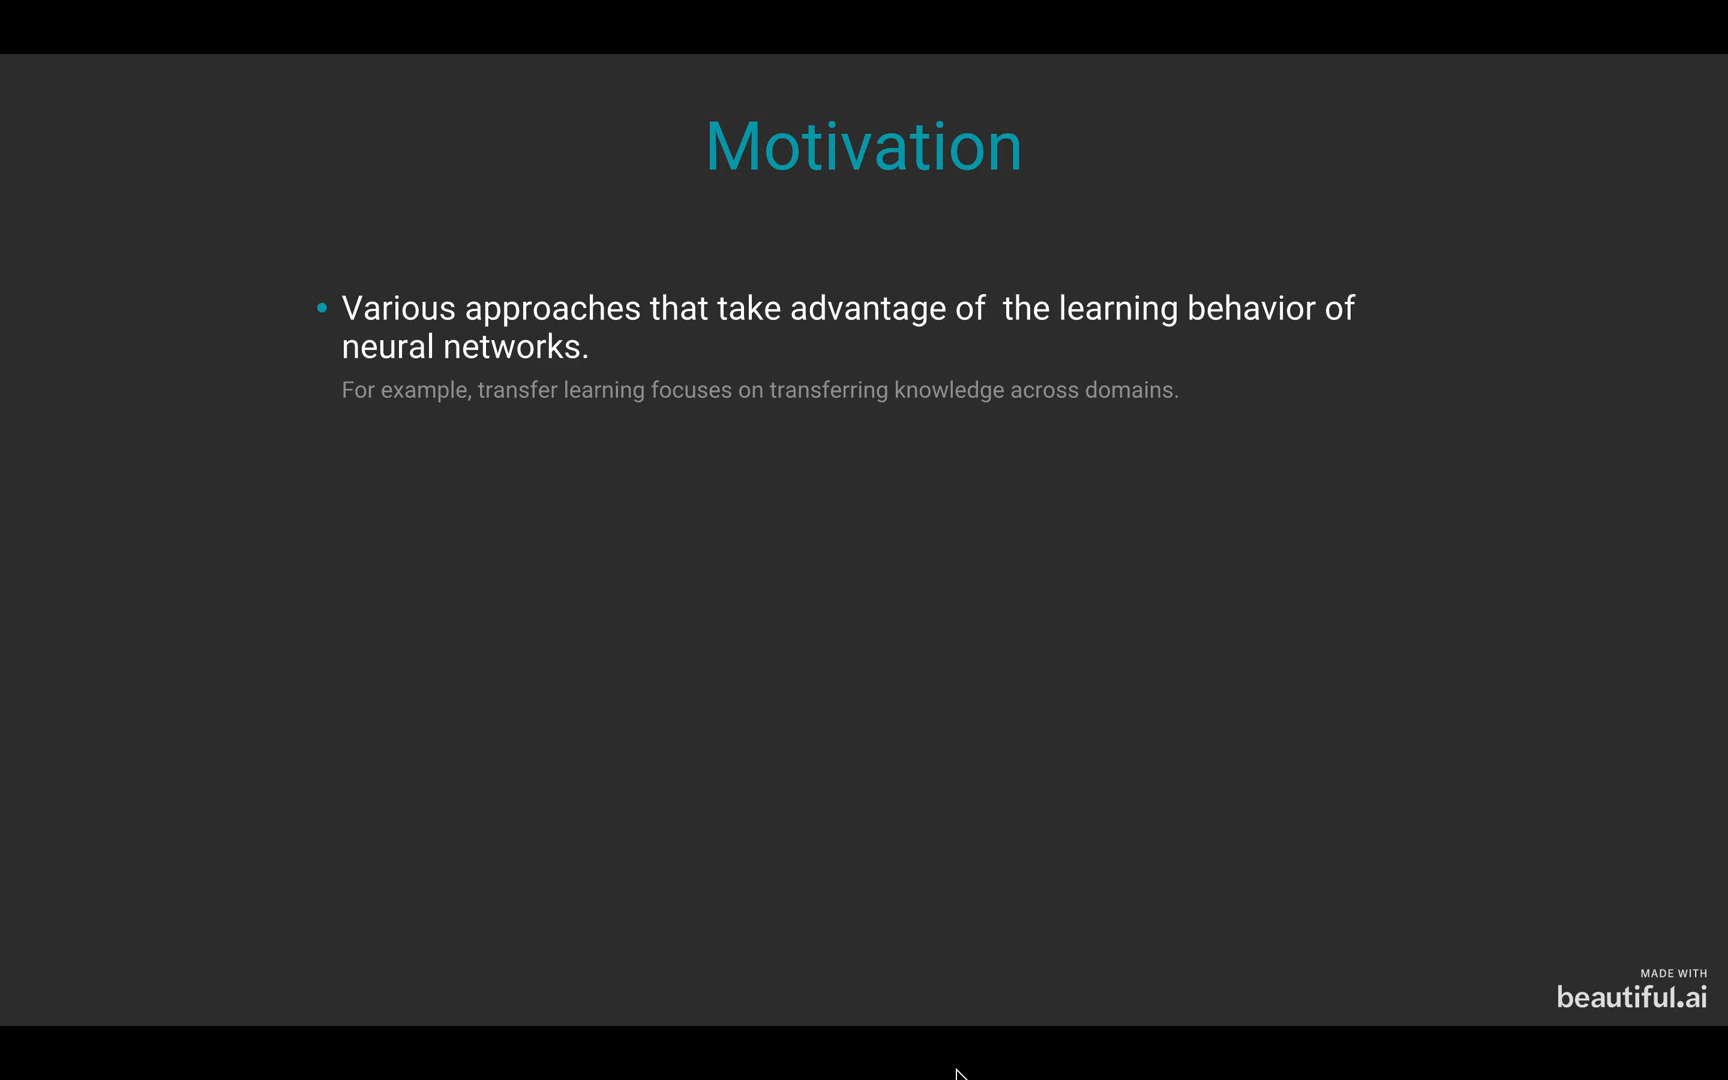 Motivation
• Various approaches that take advantage of  the learning behavior of
neural networks.
For example, transfer learning focuses on transferring knowledge across domains.
MADE WITH
beautiful.ai